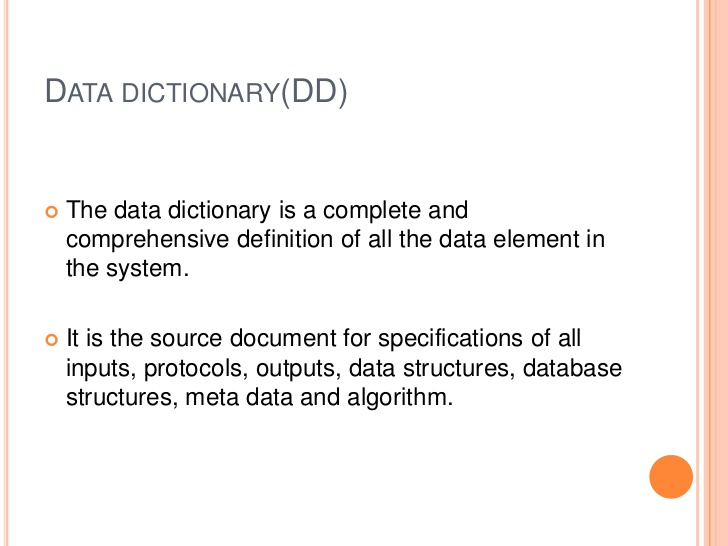 DATA DICTIONARY(DD)
The data dictionary is a complete and
comprehensive definition of all the data element in
the system.
It is the source document for specifications of all
inputs, protocols, outputs, data structures, database
structures, meta data and algorithm.